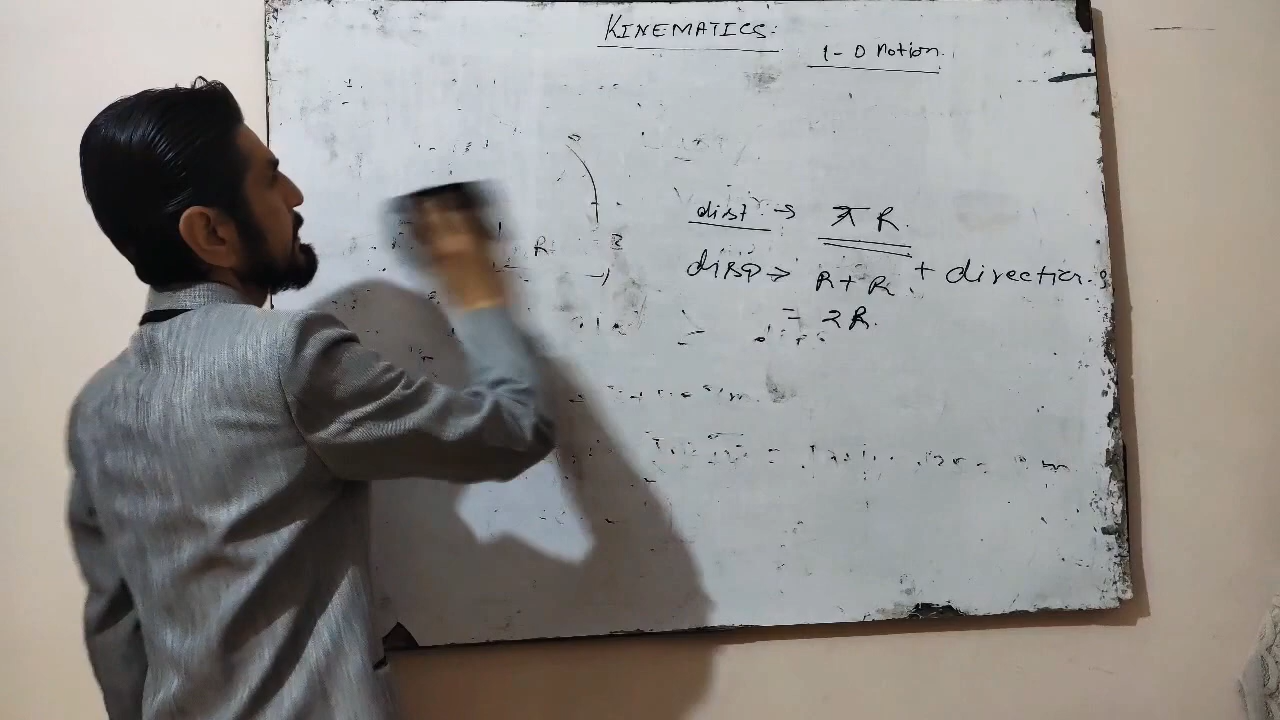 KINEMATICS:
1-D Motion.
R
dist → πR.
disp → R+R + direction.
= 2R.